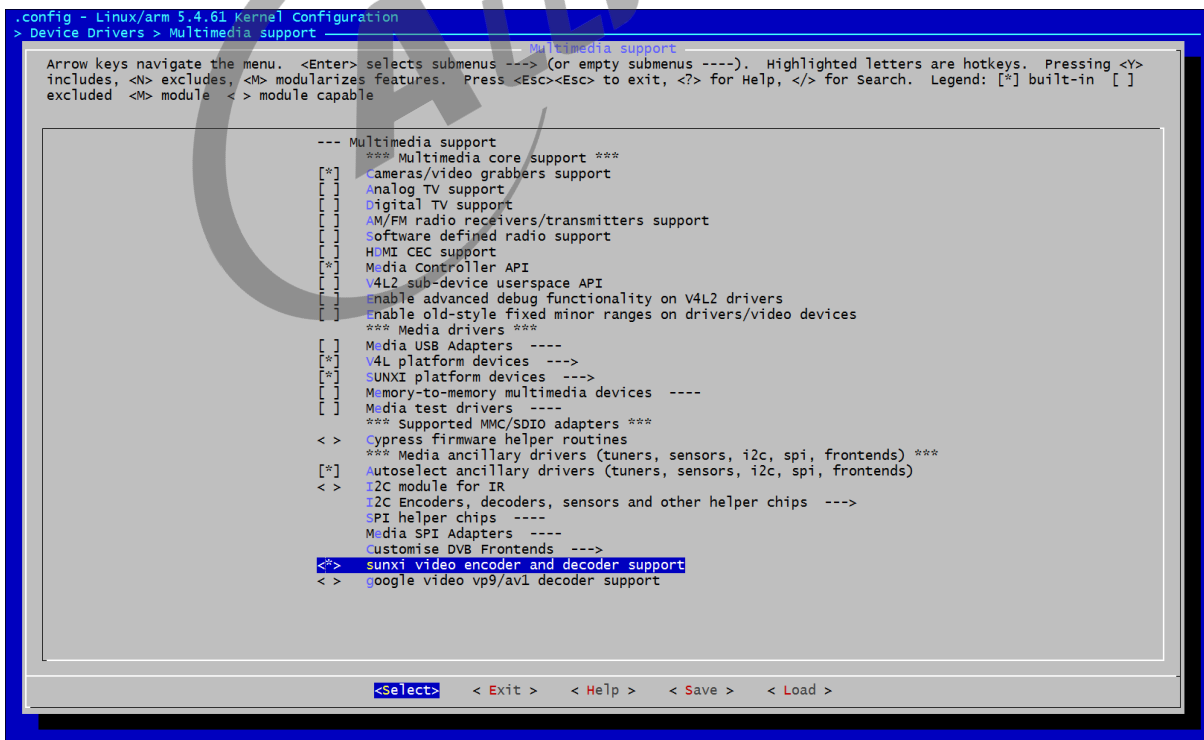 .config - Linux/arm 5.4.61 Kernel Configuration
> Device Drivers > Multimedia support
Multimedia support
Arrow keys navigate the menu.  <Enter> selects submenus ---> (or empty submenus ----).  Highlighted letters are hotkeys.  Pressing <Y>
includes, <N> excludes, <M> modularizes features.  Press <Esc><Esc> to exit, <?> for Help, </> for Search.  Legend: [*] built-in  [ ]
excluded  <M> module  < > module capable
--- Multimedia support
*** Multimedia core support ***
[*]   Cameras/video grabbers support
[ ]   Analog TV support
[ ]   Digital TV support
[ ]   AM/FM radio receivers/transmitters support
[ ]   Software defined radio support
[ ]   HDMI CEC support
[*]   Media Controller API
[ ]   V4L2 sub-device userspace API
[ ]   Enable advanced debug functionality on V4L2 drivers
[ ]   Enable old-style fixed minor ranges on drivers/video devices
*** Media drivers ***
[ ]   Media USB Adapters  ----
[*]   V4L platform devices  --->
[*]   SUNXI platform devices  --->
[ ]   Memory-to-memory multimedia devices  ----
[ ]   Media test drivers  ----
*** Supported MMC/SDIO adapters ***
< >   Cypress firmware helper routines
*** Media ancillary drivers (tuners, sensors, i2c, spi, frontends) ***
[*]   Autoselect ancillary drivers (tuners, sensors, i2c, spi, frontends)
< >   I2C module for IR
I2C Encoders, decoders, sensors and other helper chips  --->
SPI helper chips  ----
Media SPI Adapters  ----
Customise DVB Frontends  --->
<*>   sunxi video encoder and decoder support
< >   google video vp9/av1 decoder support
<Select>    < Exit >    < Help >    < Save >    < Load >